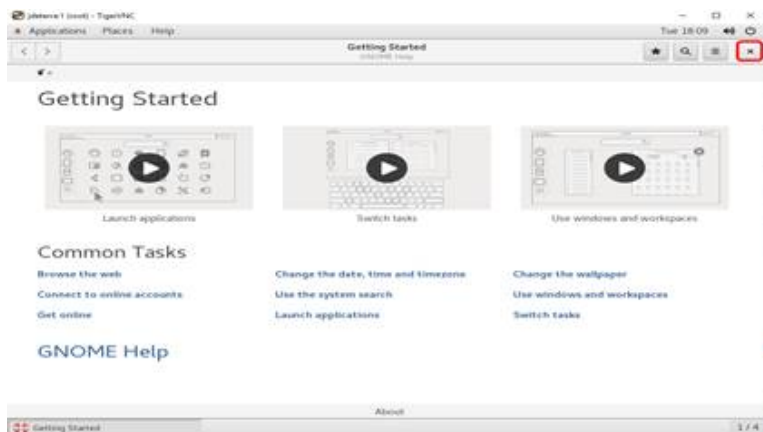 (root) - TigerVNC
Applications Places Help Tue 18:09
Getting Started
GNOME Help
Getting Started
Launch applications Switch tasks Use windows and workspaces
Common Tasks
Browse the web Change the date, time and timezone Change the wallpaper
Connect to online accounts Use the system search Use windows and workspaces
Get online Launch applications Switch tasks
GNOME Help
About
Getting Started 1 / 4